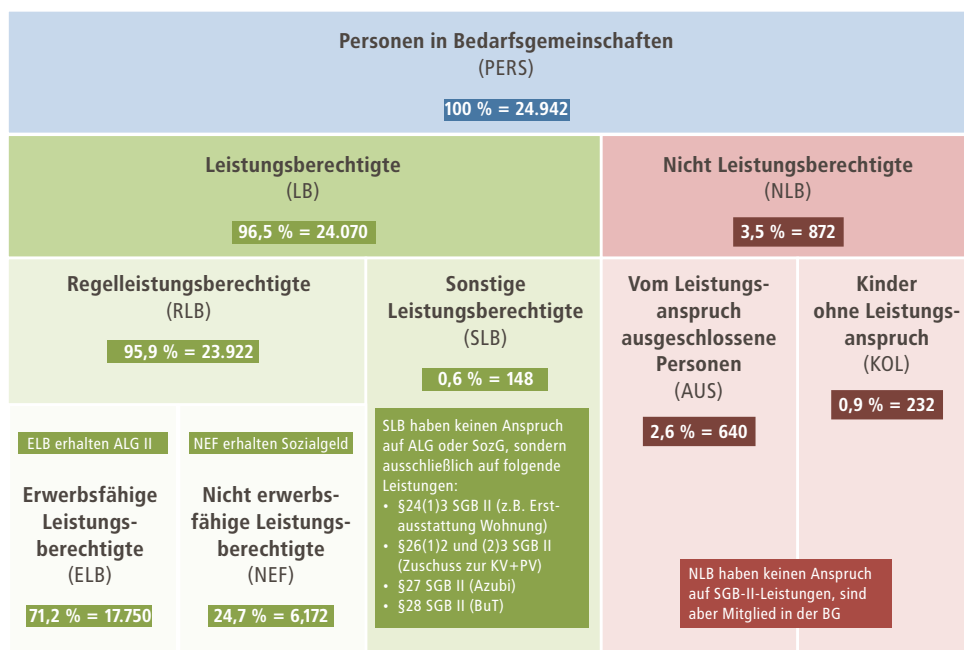 Personen in Bedarfsgemeinschaften
(PERS)
100 % = 24.942
Leistungsberechtigte
(LB)
96,5 % = 24.070
Nicht Leistungsberechtigte
(NLB)
3,5 % = 872
Regelleistungsberechtigte
(RLB)
95,9 % = 23.922
Sonstige
Leistungsberechtigte
(SLB)
0,6 % = 148
Vom Leistungs-
anspruch
ausgeschlossene
Personen
(AUS)
2,6 % = 640
Kinder
ohne Leistungs-
anspruch
(KOL)
0,9 % = 232
ELB erhalten ALG II
Erwerbsfähige
Leistungs-
berechtigte
(ELB)
71,2 % = 17.750
NEF erhalten Sozialgeld
Nicht erwerbs-
fähige Leistungs-
berechtigte
(NEF)
24,7 % = 6,172
SLB haben keinen Anspruch
auf ALG oder SozG, sondern
ausschließlich auf folgende
Leistungen:
• §24(1)3 SGB II (z.B. Erst-
ausstattung Wohnung)
• §26(1)2 und (2)3 SGB II
(Zuschuss zur KV+PV)
• §27 SGB II (Azubi)
• §28 SGB II (BuT)
NLB haben keinen Anspruch
auf SGB-II-Leistungen, sind
aber Mitglied in der BG